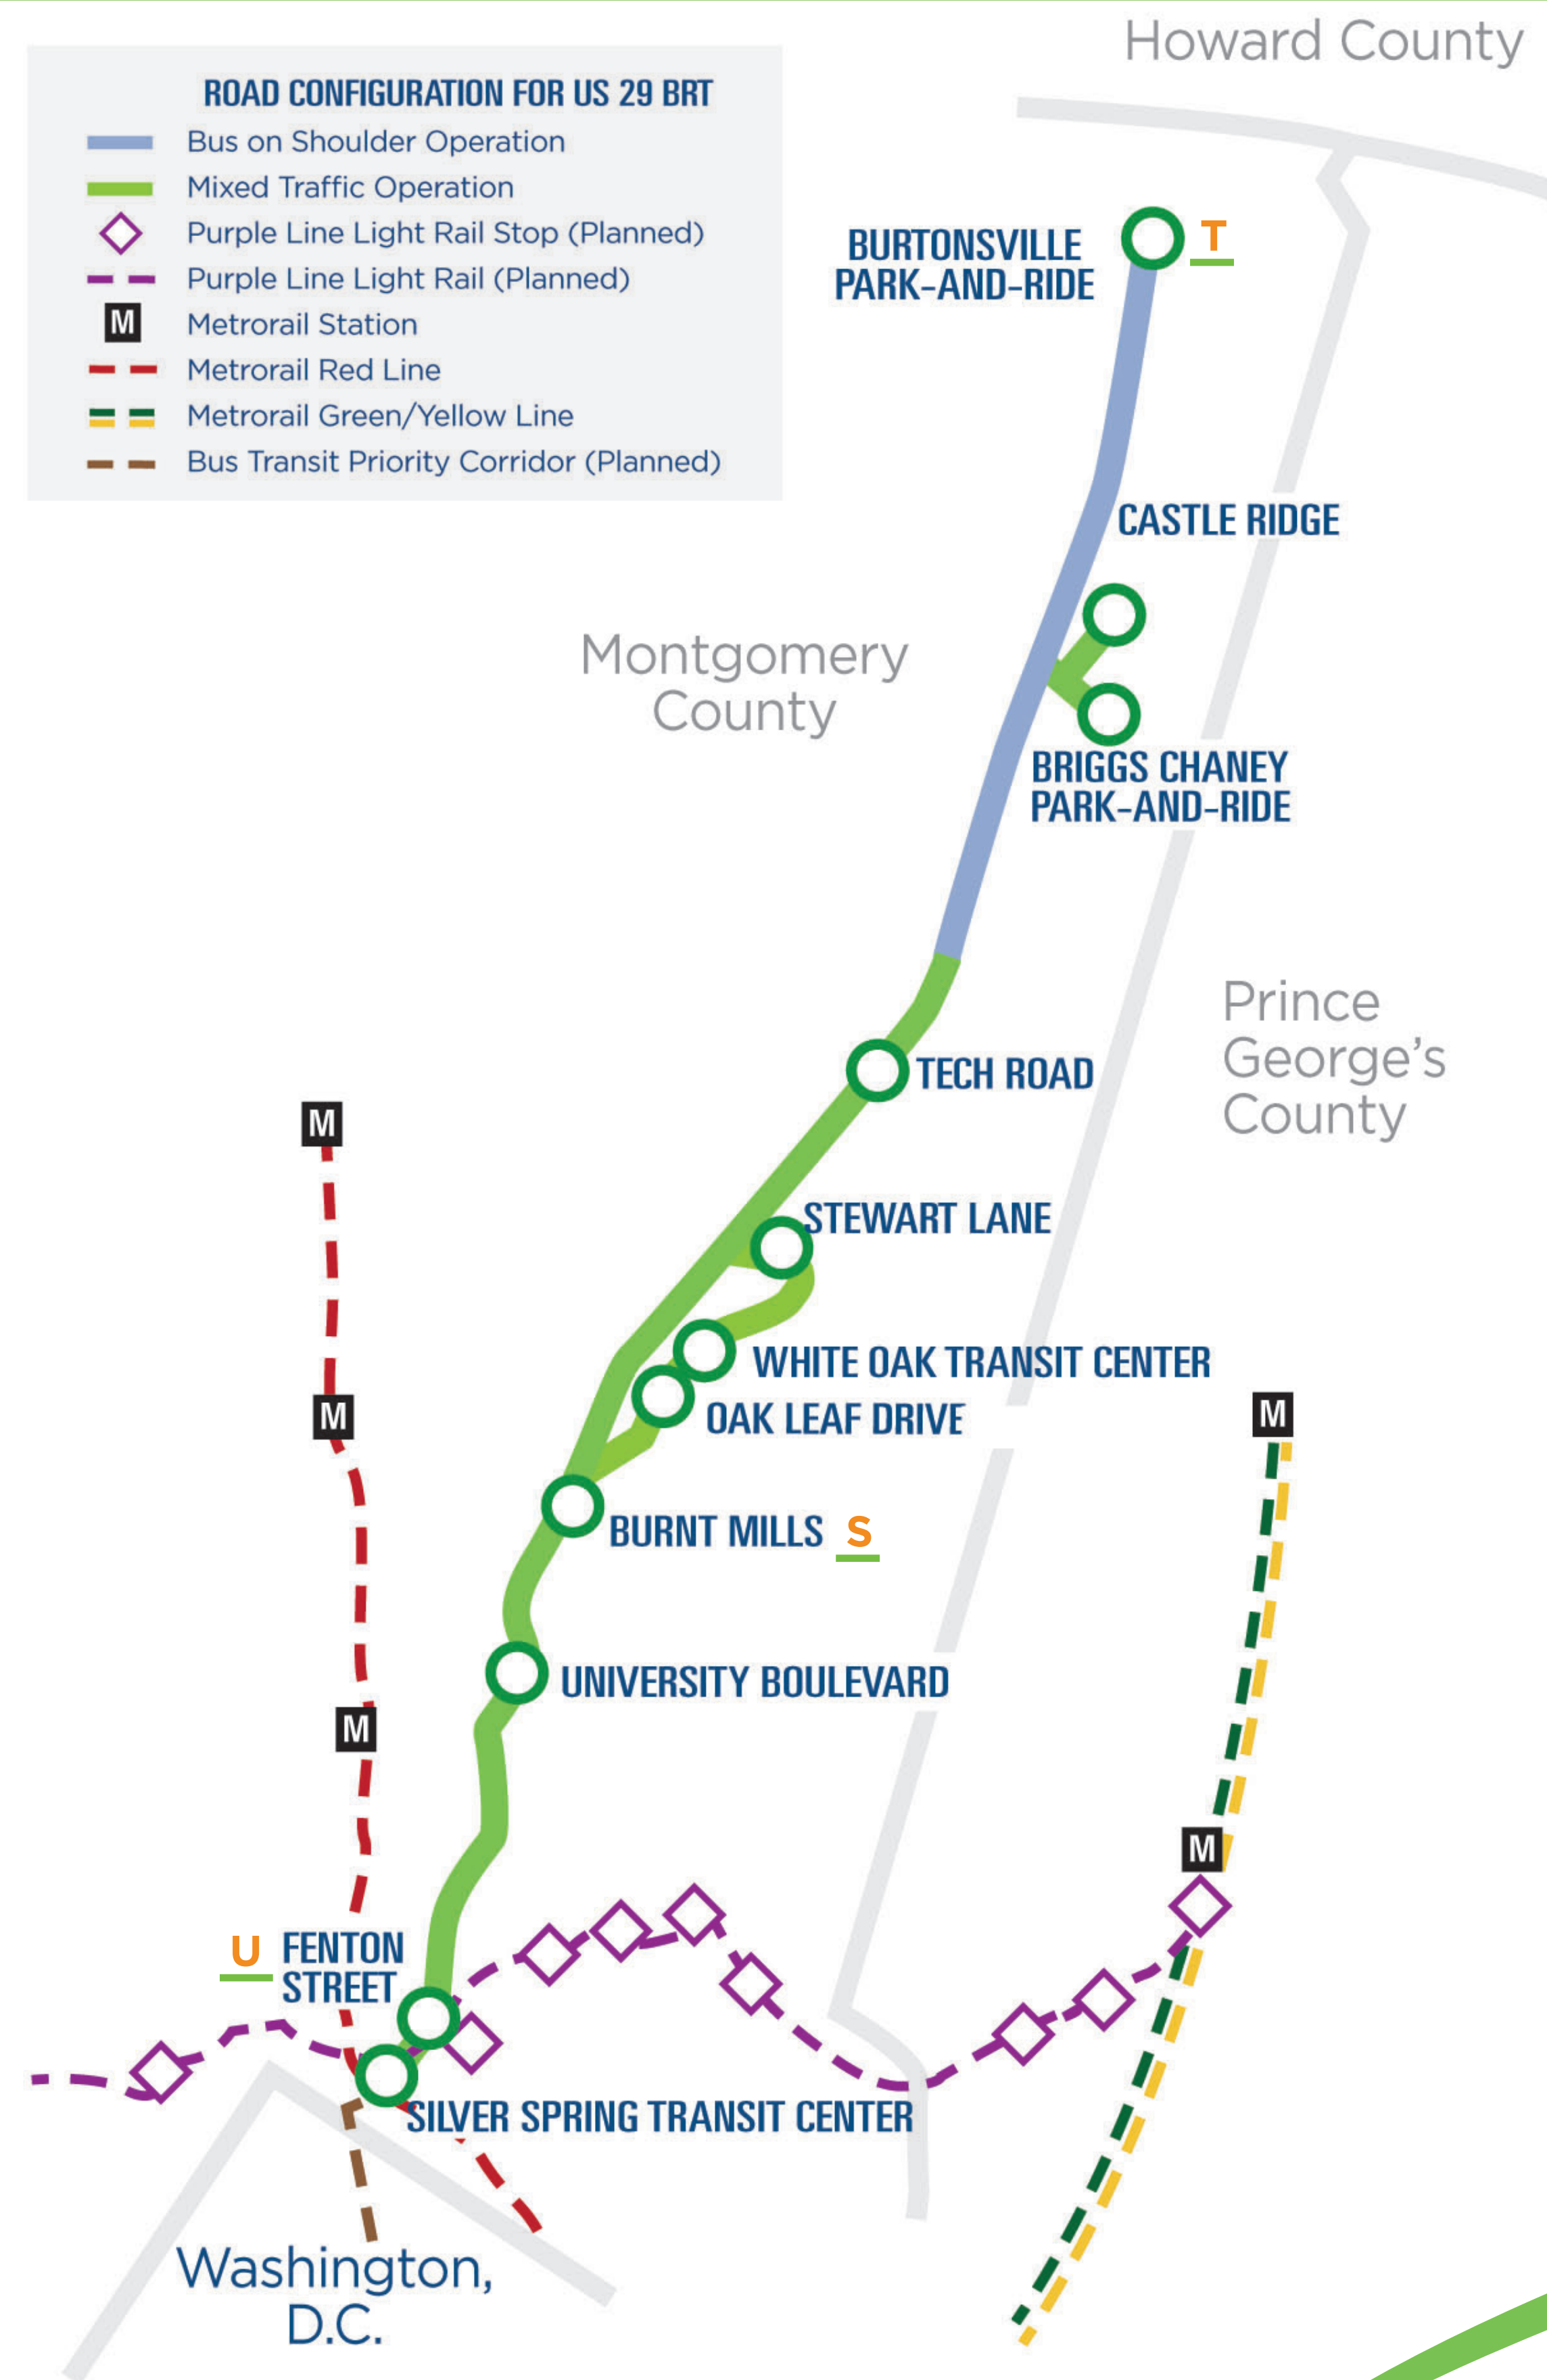 Howard County
ROAD CONFIGURATION FOR US 29 BRT
Bus on Shoulder Operation
Mixed Traffic Operation
Purple Line Light Rail Stop (Planned)
Purple Line Light Rail (Planned)
M Metrorail Station
Metrorail Red Line
Metrorail Green/Yellow Line
Bus Transit Priority Corridor (Planned)
BURTONSVILLE
PARK-AND-RIDE
T
CASTLE RIDGE
Montgomery
County
BRIGGS CHANEY
PARK-AND-RIDE
Prince
George's
County
TECH ROAD
M
STEWART LANE
WHITE OAK TRANSIT CENTER
M
M
OAK LEAF DRIVE
BURNT MILLS S
UNIVERSITY BOULEVARD
M
M
U FENTON
STREET
SILVER SPRING TRANSIT CENTER
Washington,
D.C.